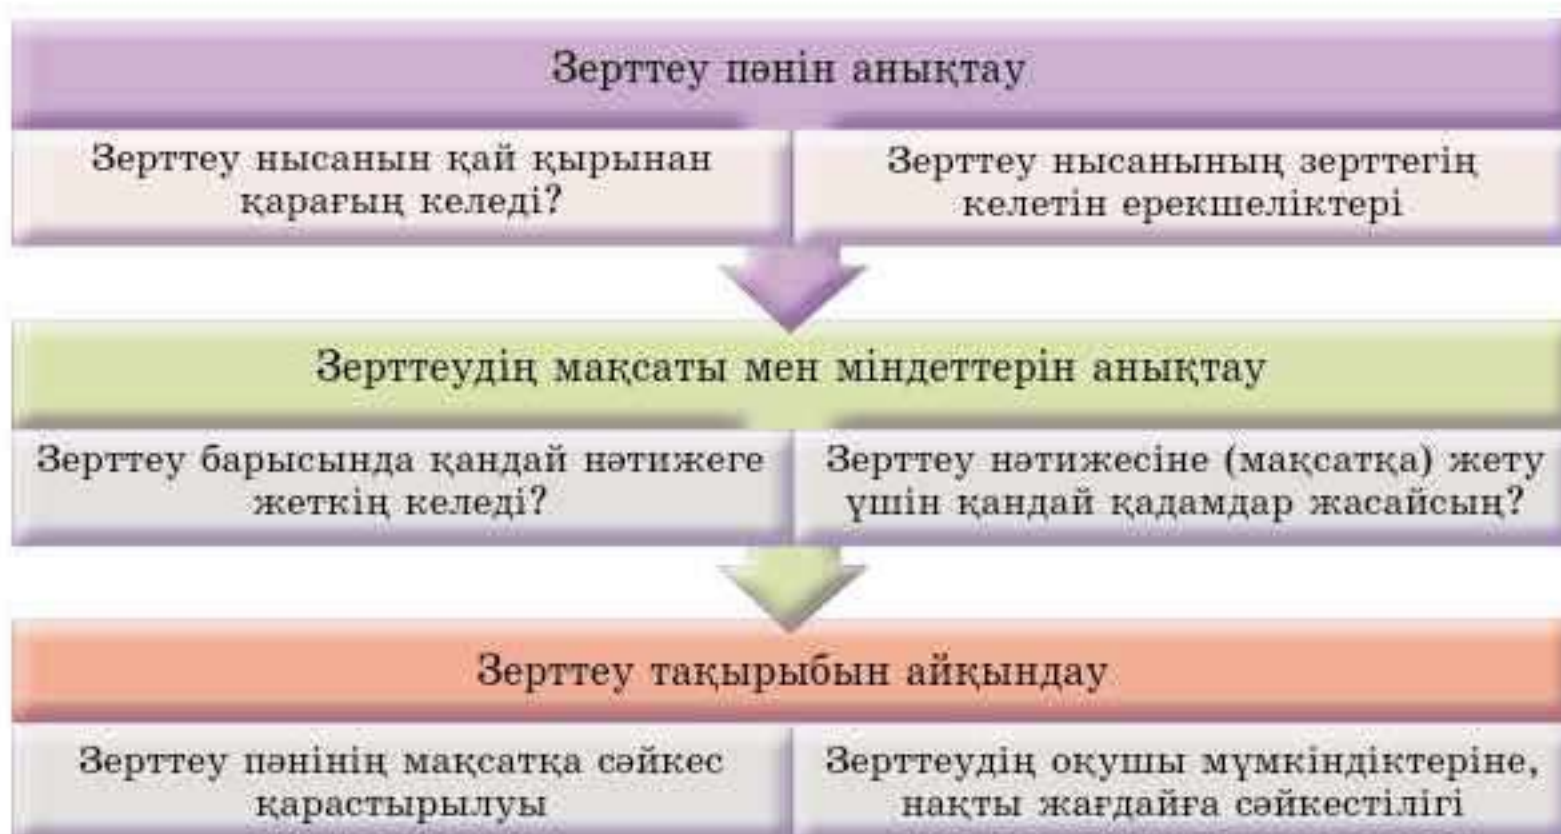 Зерттеу пәнін анықтау
Зерттеу нысанын қай қырынан
қарағың келеді?
Зерттеу нысанының зерттегің
келетін ерекшеліктері
Зерттеудің мақсаты мен міндеттерін анықтау
Зерттеу барысында қандай нәтижеге
жеткің келеді?
Зерттеу нәтижесіне (мақсатқа) жету
үшін қандай қадамдар жасайсың?
Зерттеу тақырыбын айқындау
Зерттеу пәнінің мақсатқа сәйкес
қарастырылуы
Зерттеудің оқушы мүмкіндіктеріне,
нақты жағдайға сәйкестілігі